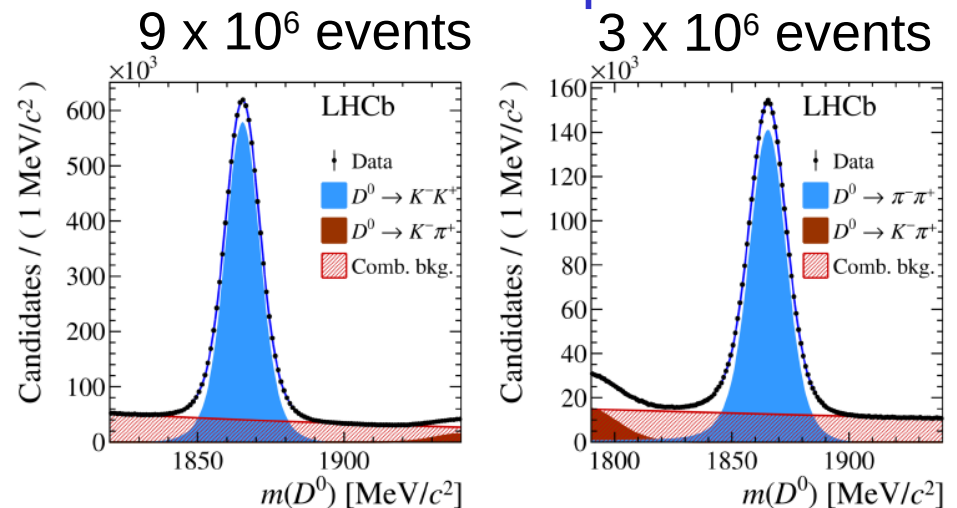 9 x 10⁶ events
×10³
Candidates / ( 1 MeV/c² )
600
500
400
300
200
100
0
LHCb
Data
D⁰ → K⁻K⁺
D⁰ → K⁻π⁺
Comb. bkg.
1850 1900
m(D⁰) [MeV/c²]
3 x 10⁶ events
×10³
Candidates / ( 1 MeV/c² )
160
140
120
100
80
60
40
20
0
LHCb
Data
D⁰ → π⁻π⁺
D⁰ → K⁻π⁺
Comb. bkg.
1800 1850 1900
m(D⁰) [MeV/c²]